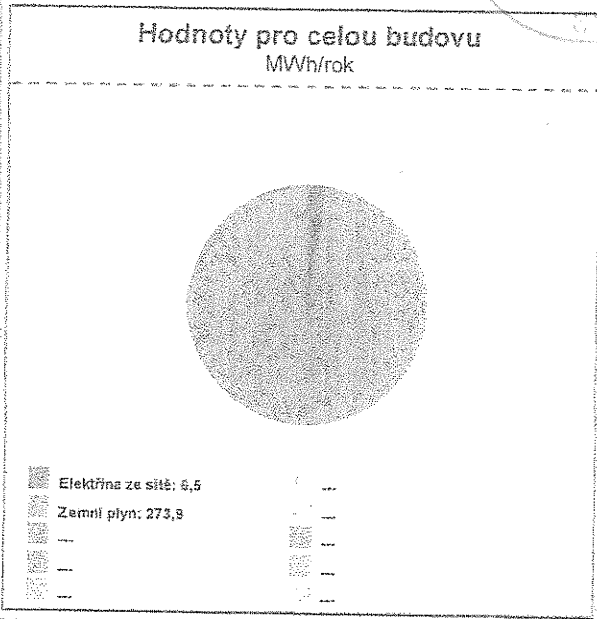 Hodnoty pro celou budovu
MWh/rok
Elektřina ze sítě: 6,5
Zemní plyn: 273,9
---
---
---
---
---
---
---
---